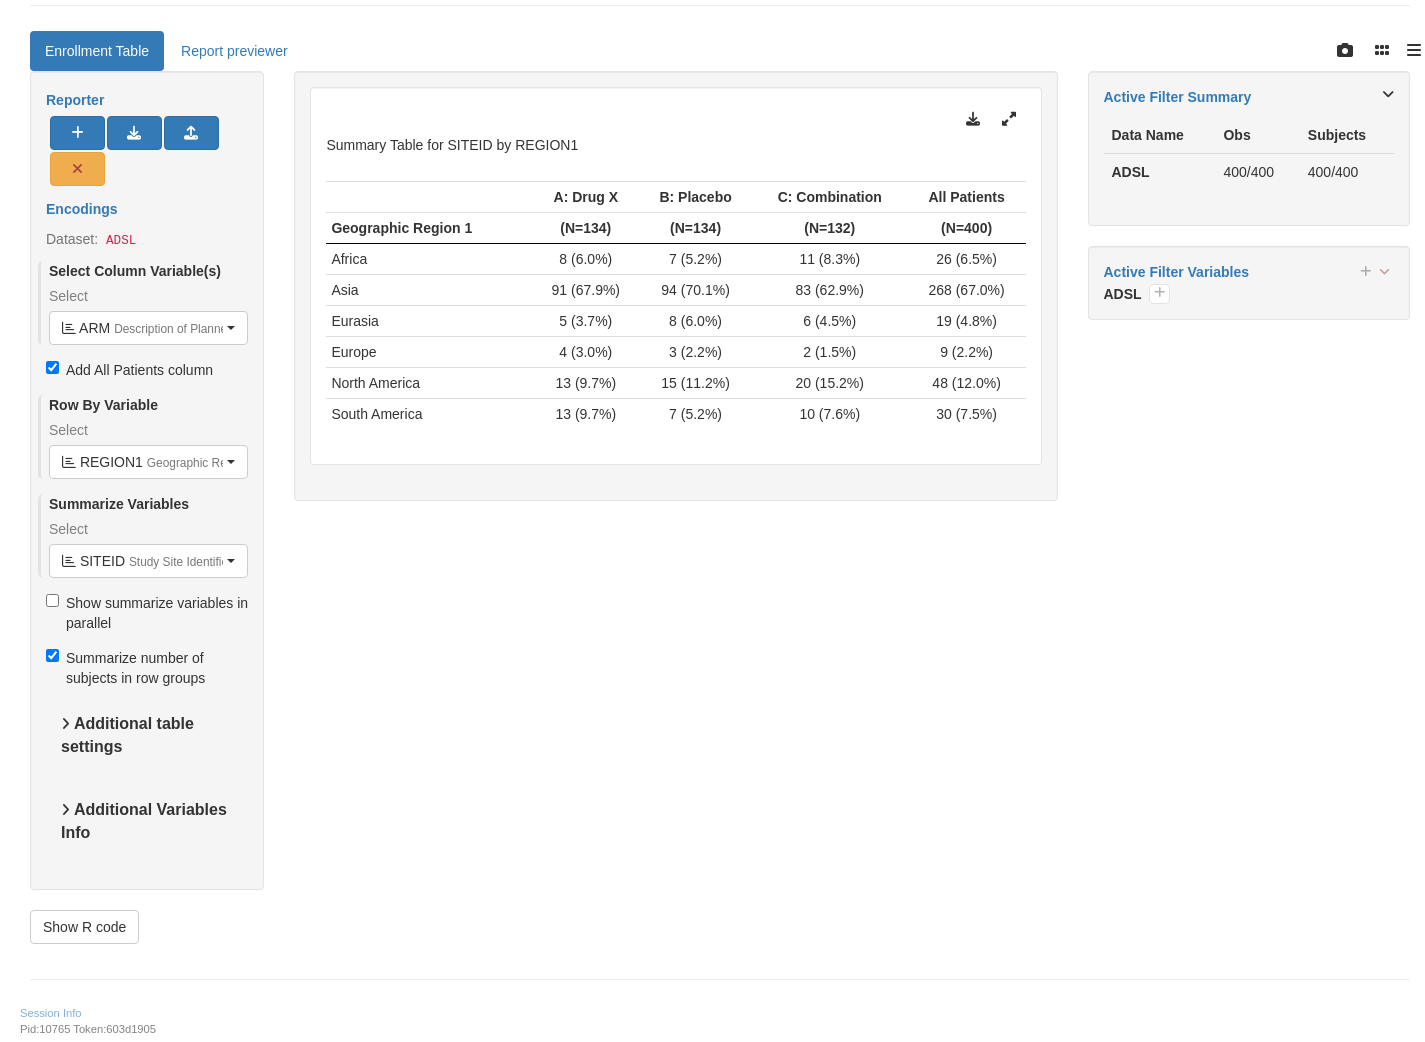 Enrollment Table
Report previewer
Reporter
Encodings
Dataset: ADSL
Select Column Variable(s)
Select
ARM Description of Planne
Add All Patients column
Row By Variable
Select
REGION1 Geographic Re
Summarize Variables
Select
SITEID Study Site Identifi
Show summarize variables in
parallel
Summarize number of
subjects in row groups
Additional table
settings
Additional Variables
Info
Show R code
Summary Table for SITEID by REGION1
A: Drug X B: Placebo C: Combination All Patients
Geographic Region 1 (N=134) (N=134) (N=132) (N=400)
Africa 8 (6.0%) 7 (5.2%) 11 (8.3%) 26 (6.5%)
Asia 91 (67.9%) 94 (70.1%) 83 (62.9%) 268 (67.0%)
Eurasia 5 (3.7%) 8 (6.0%) 6 (4.5%) 19 (4.8%)
Europe 4 (3.0%) 3 (2.2%) 2 (1.5%) 9 (2.2%)
North America 13 (9.7%) 15 (11.2%) 20 (15.2%) 48 (12.0%)
South America 13 (9.7%) 7 (5.2%) 10 (7.6%) 30 (7.5%)
Active Filter Summary
Data Name Obs Subjects
ADSL 400/400 400/400
Active Filter Variables
ADSL
Session Info
Pid:10765 Token:603d1905